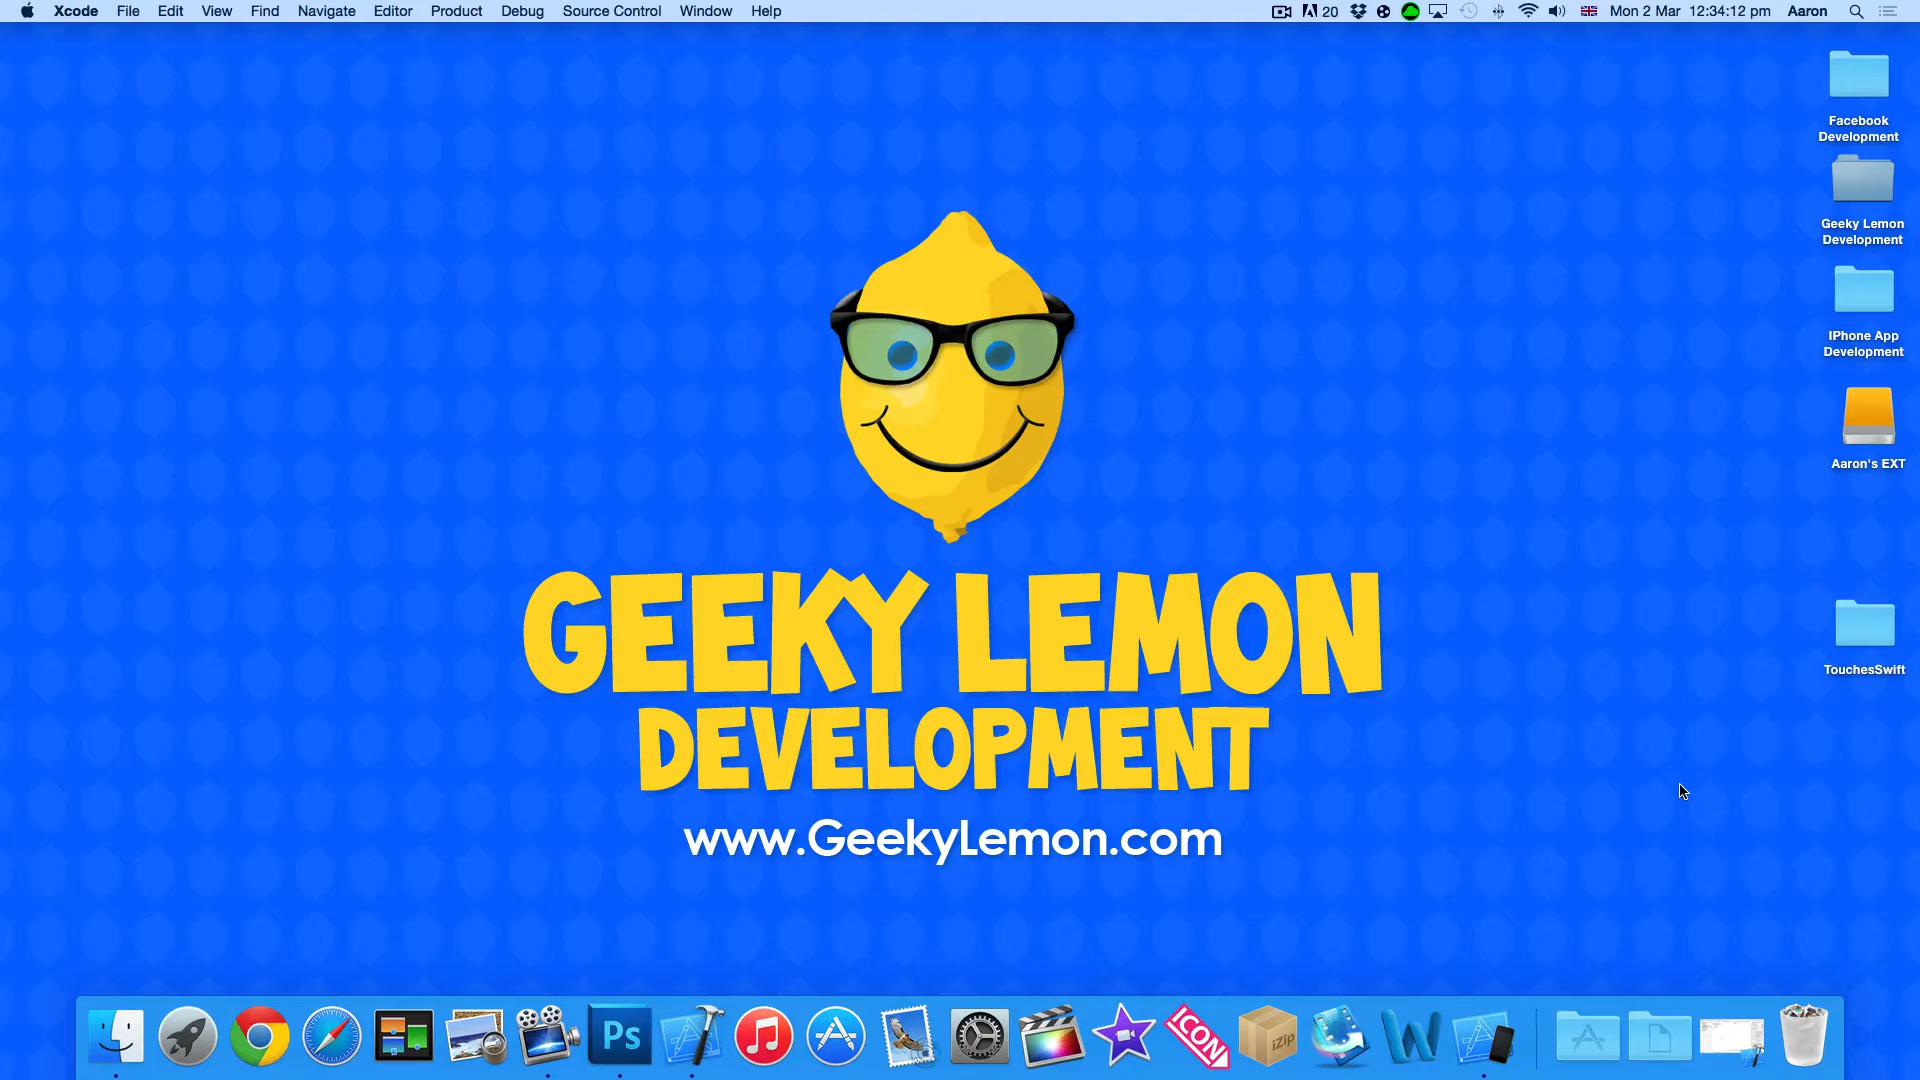 Xcode File Edit View Find Navigate Editor Product Debug Source Control Window Help 20 Mon 2 Mar 12:34:12 pm Aaron
Facebook
Development
Geeky Lemon
Development
IPhone App
Development
Aaron's EXT
TouchesSwift
GEEKY LEMON
DEVELOPMENT
www.GeekyLemon.com
Ps
ICON
iZip
W